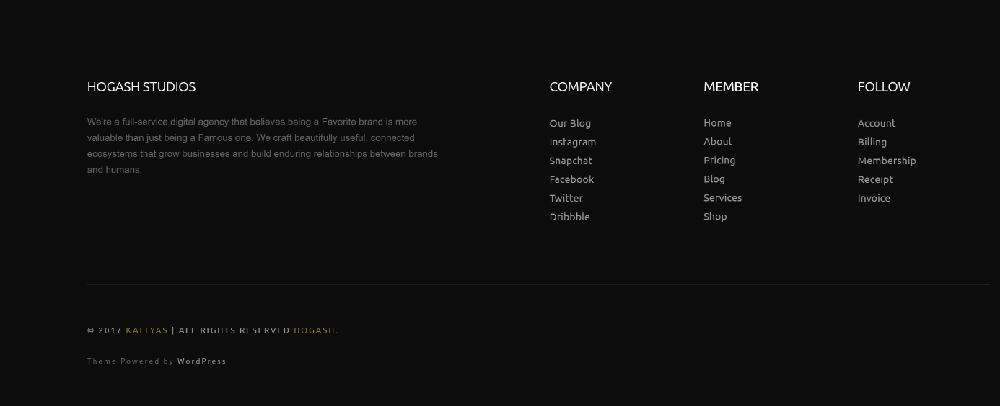 HOGASH STUDIOS
We're a full-service digital agency that believes being a Favorite brand is more
valuable than just being a Famous one. We craft beautifully useful, connected
ecosystems that grow businesses and build enduring relationships between brands
and humans.
COMPANY
Our Blog
Instagram
Snapchat
Facebook
Twitter
Dribbble
MEMBER
Home
About
Pricing
Blog
Services
Shop
FOLLOW
Account
Billing
Membership
Receipt
Invoice
© 2017 KALLYAS | ALL RIGHTS RESERVED HOGASH.
Theme Powered by WordPress